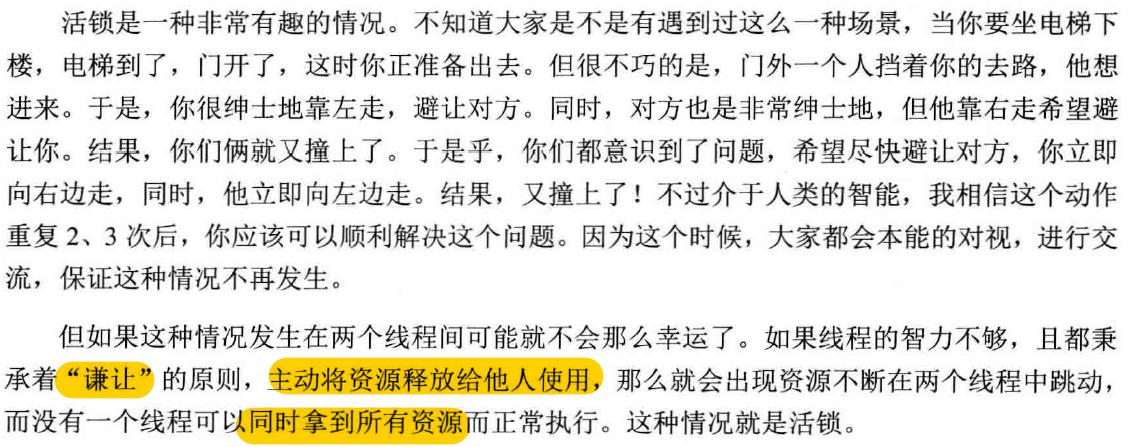 活锁是一种非常有趣的情况。不知道大家是不是有遇到过这么一种场景，当你要坐电梯下
楼，电梯到了，门开了，这时你正准备出去。但很不巧的是，门外一个人挡着你的去路，他想
进来。于是，你很绅士地靠左走，避让对方。同时，对方也是非常绅士地，但他靠右走希望避
让你。结果，你们俩就又撞上了。于是乎，你们都意识到了问题，希望尽快避让对方，你立即
向右边走，同时，他立即向左边走。结果，又撞上了！不过介于人类的智能，我相信这个动作
重复 2、3 次后，你应该可以顺利解决这个问题。因为这个时候，大家都会本能的对视，进行交
流，保证这种情况不再发生。
但如果这种情况发生在两个线程间可能就不会那么幸运了。如果线程的智力不够，且都秉
承着“谦让”的原则，主动将资源释放给他人使用，那么就会出现资源不断在两个线程中跳动，
而没有一个线程可以同时拿到所有资源而正常执行。这种情况就是活锁。